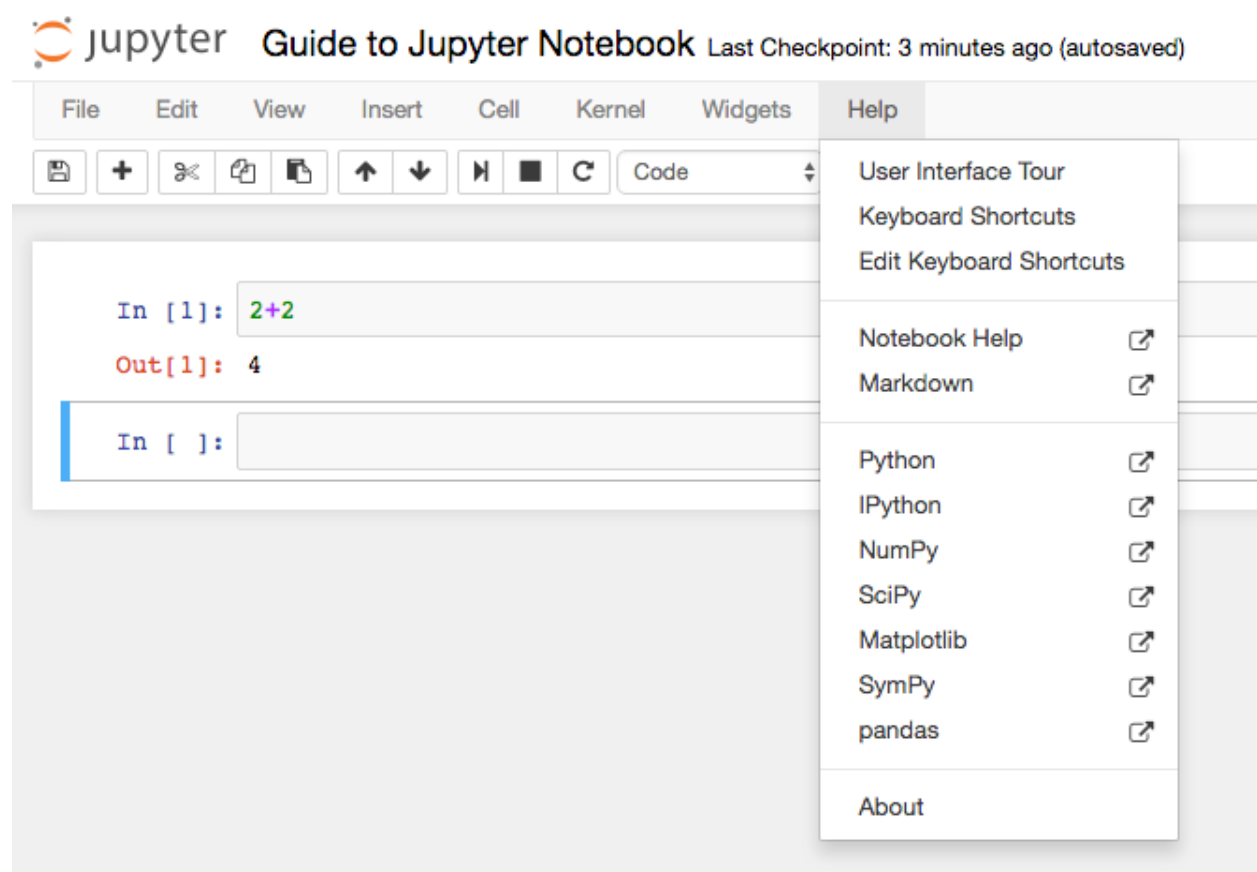 jupyter Guide to Jupyter Notebook Last Checkpoint: 3 minutes ago (autosaved)
File Edit View Insert Cell Kernel Widgets Help
Code
User Interface Tour
Keyboard Shortcuts
Edit Keyboard Shortcuts
In [1]: 2+2
Out[1]: 4
In [ ]:
Notebook Help
Markdown
Python
IPython
NumPy
SciPy
Matplotlib
SymPy
pandas
About